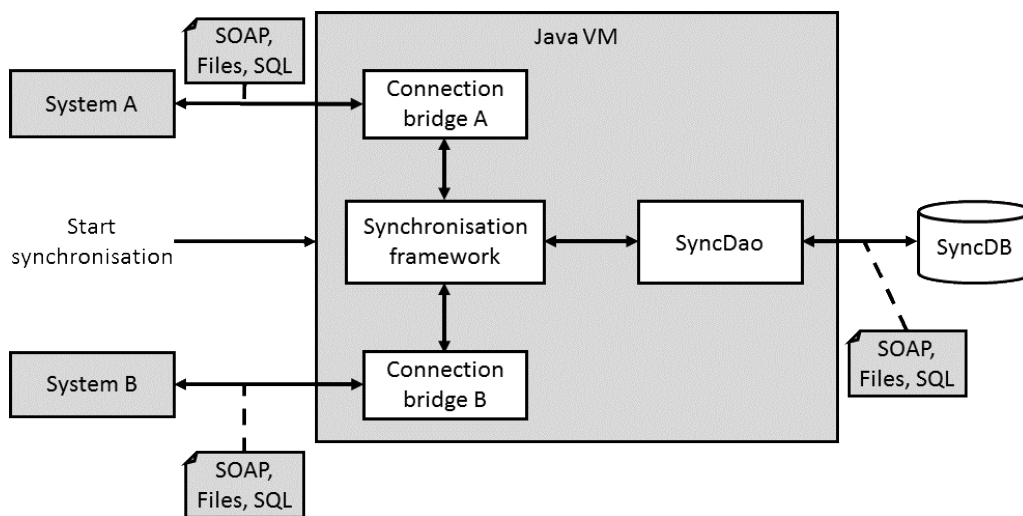 SOAP,
Files, SQL
Java VM
System A
Connection
bridge A
Start
synchronisation
Synchronisation
framework
SyncDao
SyncDB
System B
Connection
bridge B
SOAP,
Files, SQL
SOAP,
Files, SQL